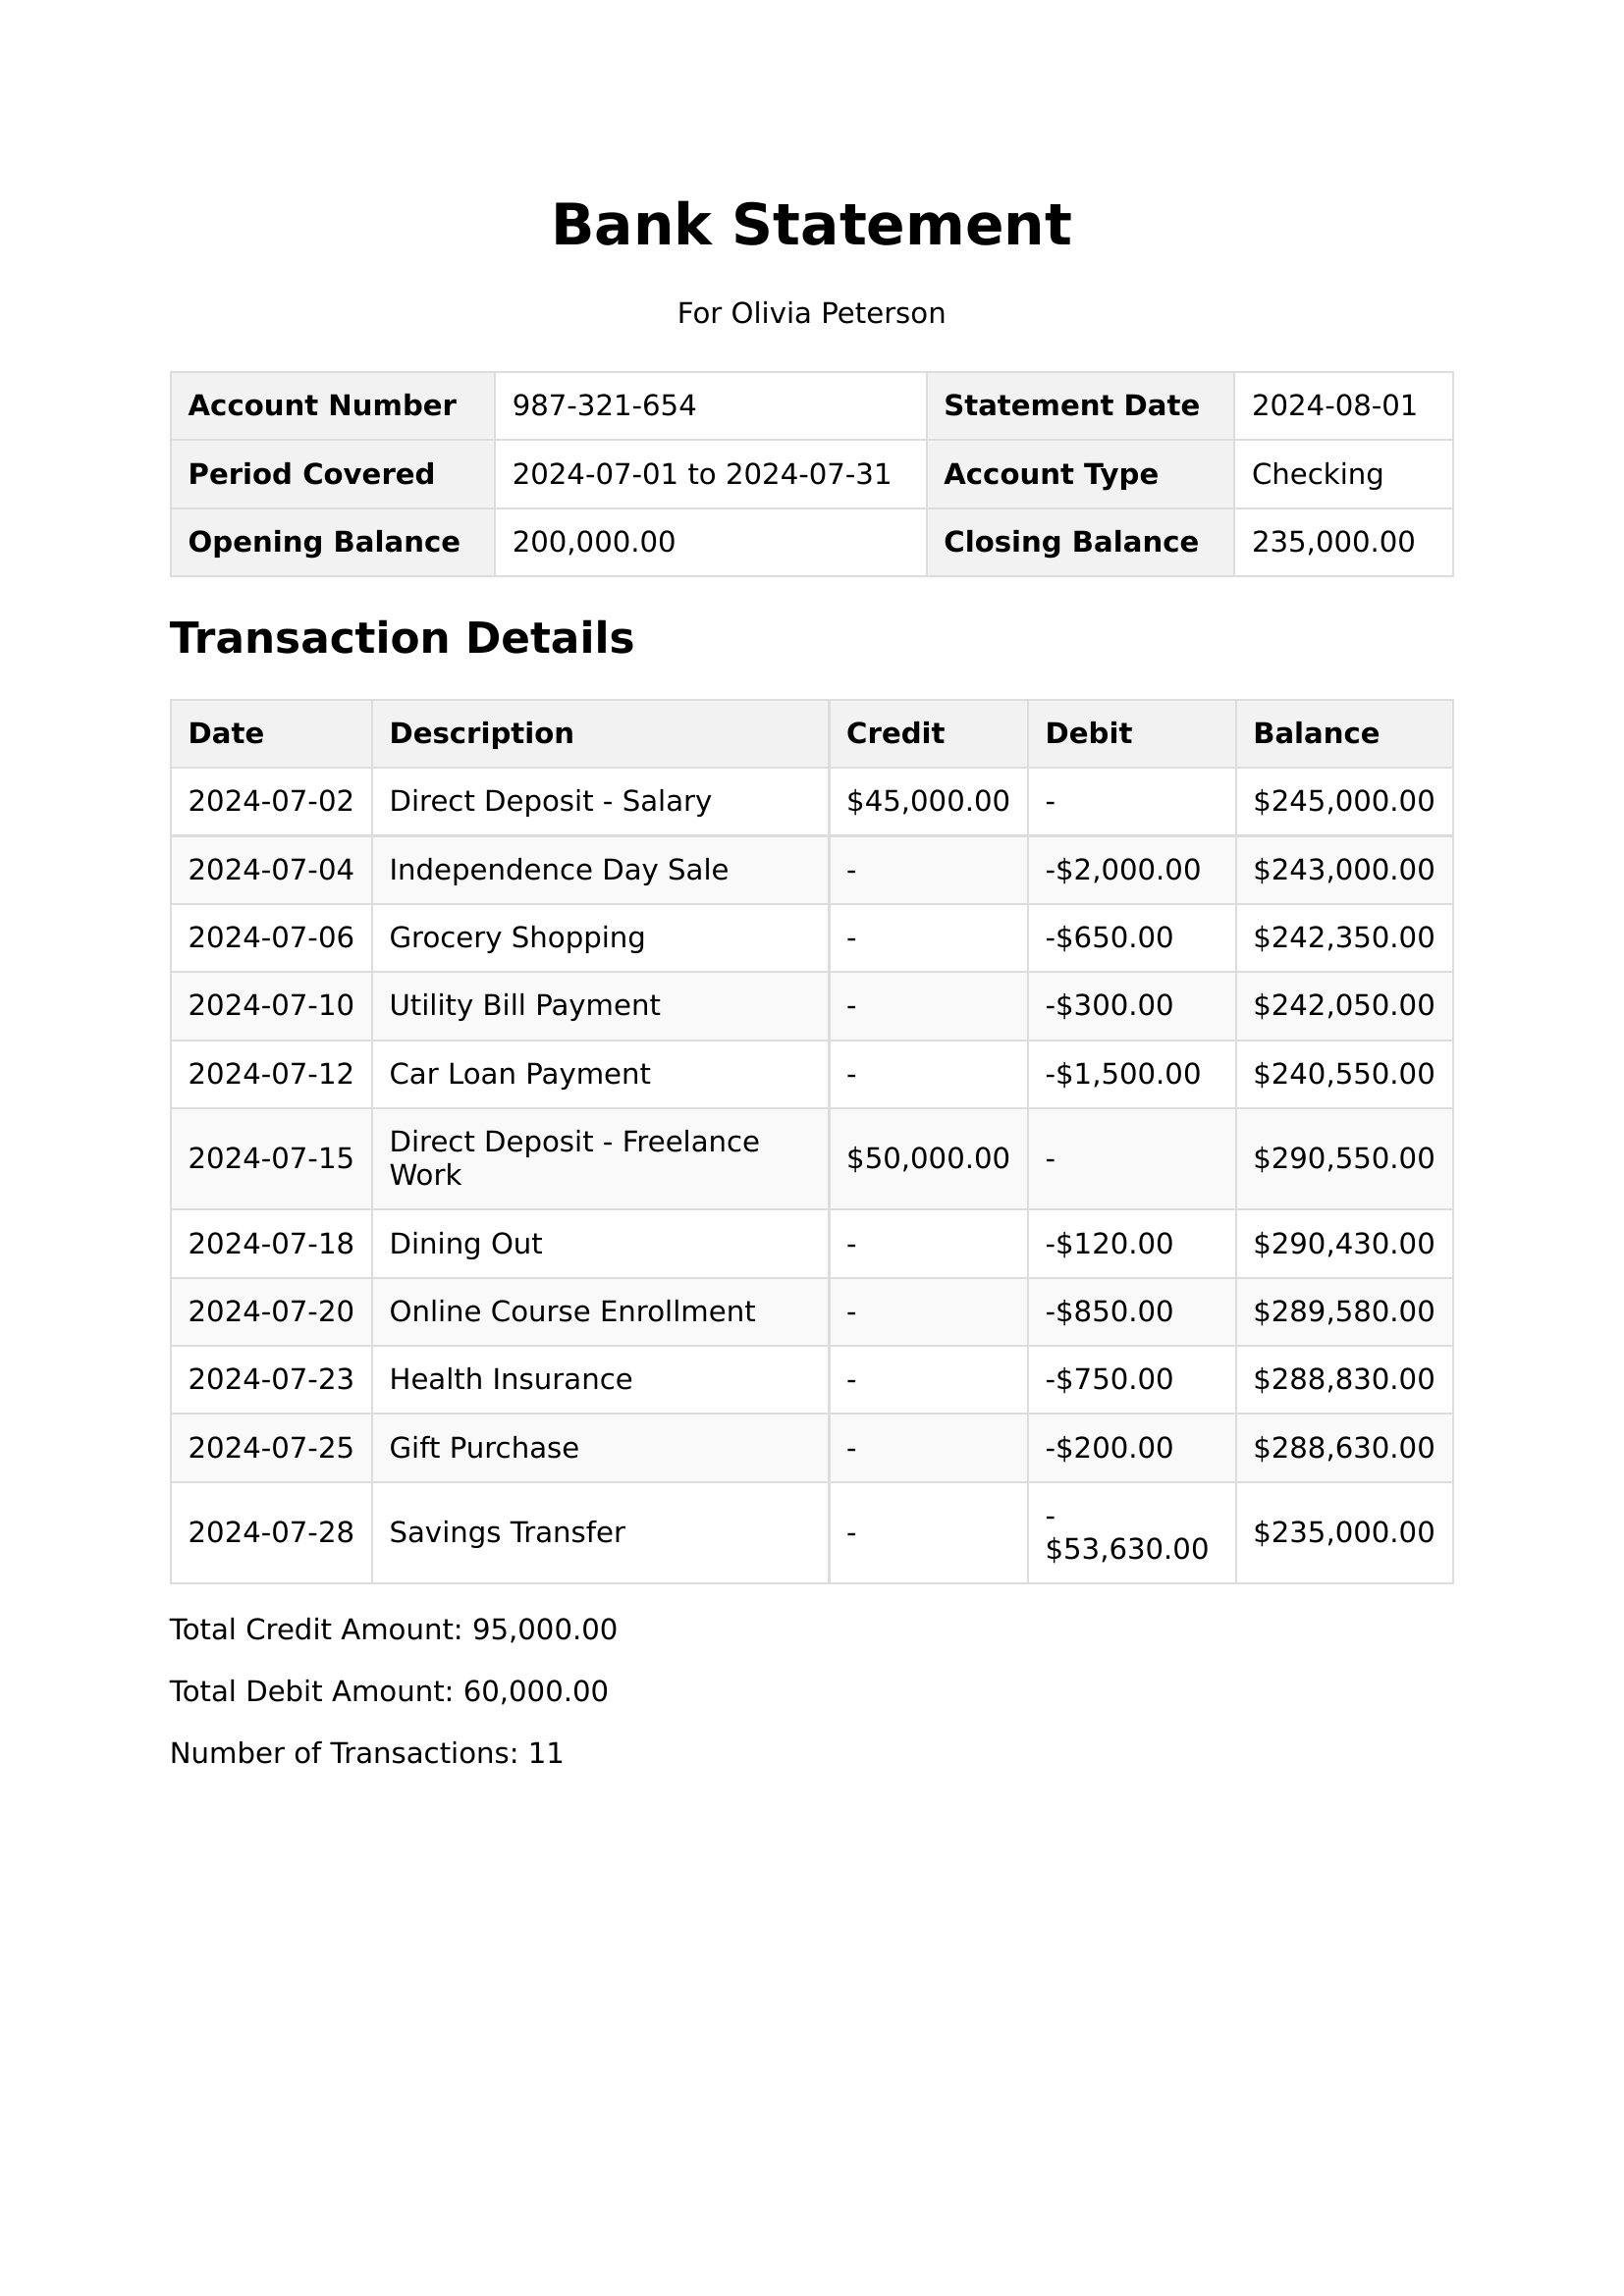 Bank Statement
For Olivia Peterson
Account Number 987-321-654 Statement Date 2024-08-01
Period Covered 2024-07-01 to 2024-07-31 Account Type Checking
Opening Balance 200,000.00 Closing Balance 235,000.00
Transaction Details
Date Description Credit Debit Balance
2024-07-02 Direct Deposit - Salary $45,000.00 - $245,000.00
2024-07-04 Independence Day Sale - -$2,000.00 $243,000.00
2024-07-06 Grocery Shopping - -$650.00 $242,350.00
2024-07-10 Utility Bill Payment - -$300.00 $242,050.00
2024-07-12 Car Loan Payment - -$1,500.00 $240,550.00
2024-07-15 Direct Deposit - Freelance
Work $50,000.00 - $290,550.00
2024-07-18 Dining Out - -$120.00 $290,430.00
2024-07-20 Online Course Enrollment - -$850.00 $289,580.00
2024-07-23 Health Insurance - -$750.00 $288,830.00
2024-07-25 Gift Purchase - -$200.00 $288,630.00
2024-07-28 Savings Transfer - -
$53,630.00 $235,000.00
Total Credit Amount: 95,000.00
Total Debit Amount: 60,000.00
Number of Transactions: 11